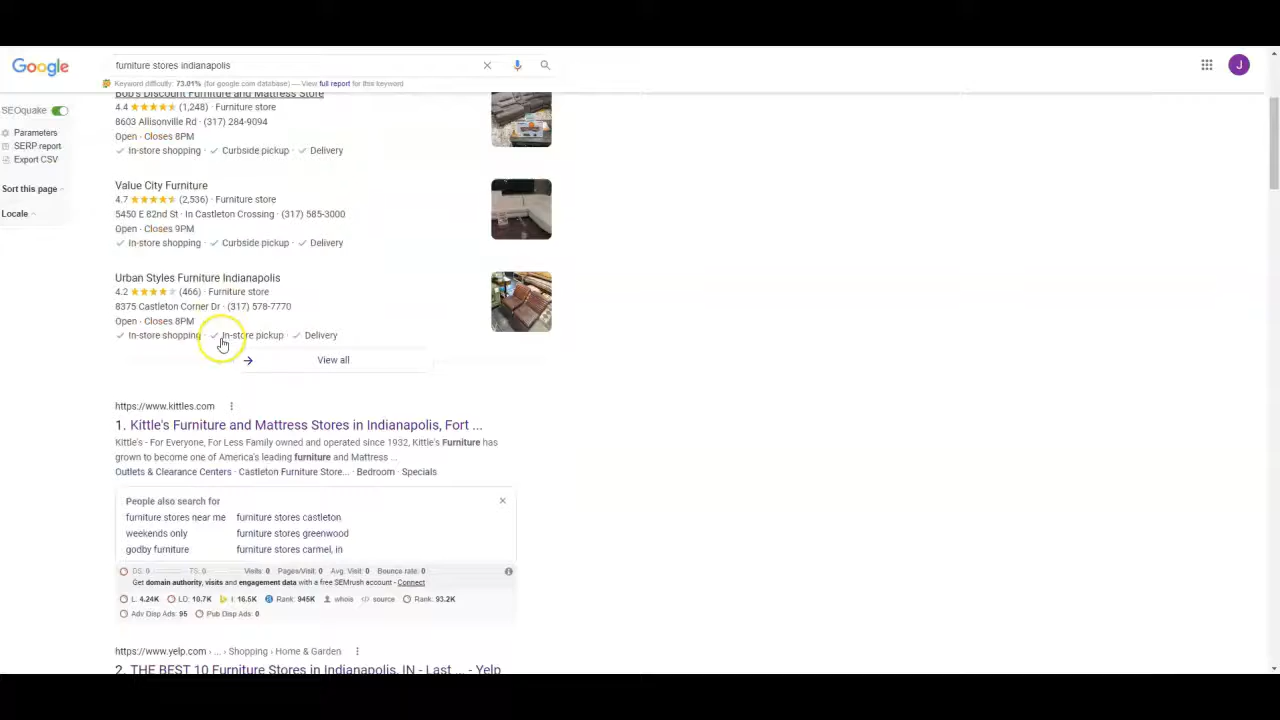 Google
furniture stores indianapolis
J
Keyword difficulty: 73.01% (for google.com database) — View full report for this keyword
SEOquake
Parameters
SERP report
Export CSV
Sort this page
Locale
Bob's Discount Furniture and Mattress Store
4.4 (1,248) · Furniture store
8603 Allisonville Rd · (317) 284-9094
Open · Closes 8PM
In-store shopping · Curbside pickup · Delivery
Value City Furniture
4.7 (2,536) · Furniture store
5450 E 82nd St · In Castleton Crossing · (317) 585-3000
Open · Closes 9PM
In-store shopping · Curbside pickup · Delivery
Urban Styles Furniture Indianapolis
4.2 (466) · Furniture store
8375 Castleton Corner Dr · (317) 578-7770
Open · Closes 8PM
In-store shopping · In-store pickup · Delivery
View all
https://www.kittles.com
1. Kittle's Furniture and Mattress Stores in Indianapolis, Fort ...
Kittle's - For Everyone, For Less Family owned and operated since 1932, Kittle's Furniture has
grown to become one of America's leading furniture and Mattress ...
Outlets & Clearance Centers · Castleton Furniture Store... · Bedroom · Specials
People also search for
furniture stores near me furniture stores castleton
weekends only furniture stores greenwood
godby furniture furniture stores carmel, in
DS: 0 TS: 0 Visits: 0 Pages/Visit: 0 Avg. Visit: 0 Bounce rate: 0
Get domain authority, visits and engagement data with a free SEMrush account - Connect
L: 4.24K LD: 10.7K I: 16.5K Rank: 945K whois source Rank: 93.2K
Adv Disp Ads: 95 Pub Disp Ads: 0
https://www.yelp.com › ... › Shopping › Home & Garden
2. THE BEST 10 Furniture Stores in Indianapolis, IN - Last ... - Yelp